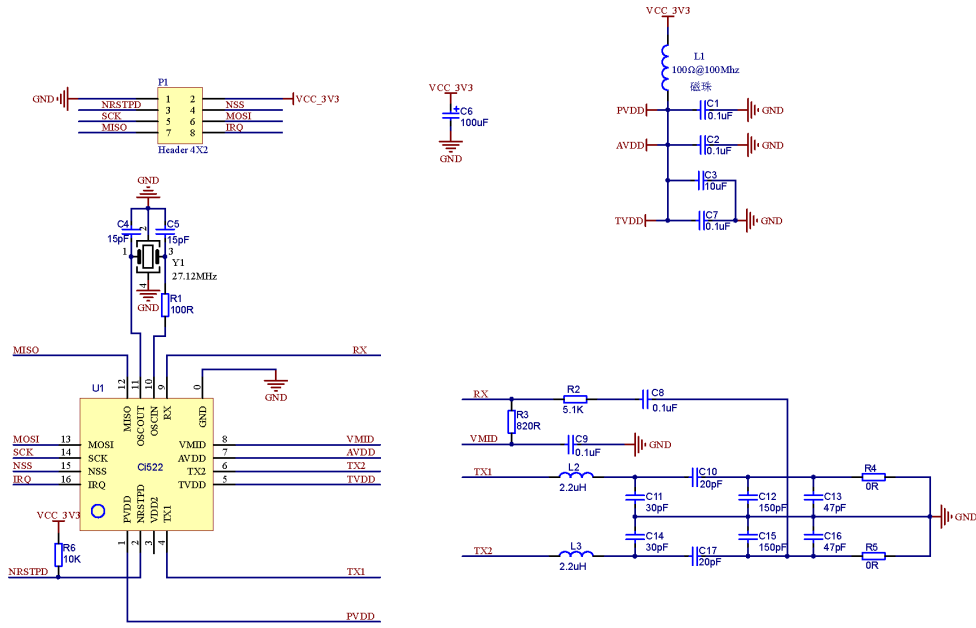 VCC_3V3
L1
100Ω@100Mhz
磁珠
P1
GND
1 2
VCC_3V3
NRSTPD
3 4
NSS
SCK
5 6
MOSI
MISO
7 8
IRQ
Header 4X2
VCC_3V3
+
C6
100uF
GND
PVDD
C1
0.1uF
GND
AVDD
C2
0.1uF
GND
C3
10uF
TVDD
C7
0.1uF
GND
GND
C4
15pF
2
C5
15pF
1
3
Y1
27.12MHz
4
GND
R1
100R
MISO
RX
U1
12
11
10
9
0
GND
MISO
OSCOUT
OSCIN
RX
GND
MOSI
13
MOSI
VMID
8
VMID
SCK
14
SCK
AVDD
7
AVDD
NSS
15
NSS
TX2
6
TX2
IRQ
16
IRQ
TVDD
5
TVDD
Ci522
PVDD
NRSTPD
VDD2
TX1
1
2
3
4
VCC_3V3
R6
10K
NRSTPD
TX1
PVDD
RX
R2
5.1K
C8
0.1uF
R3
820R
VMID
C9
0.1uF
GND
TX1
L2
2.2uH
C10
20pF
R4
0R
C11
30pF
C12
150pF
C13
47pF
GND
C14
30pF
C15
150pF
C16
47pF
TX2
L3
2.2uH
C17
20pF
R5
0R